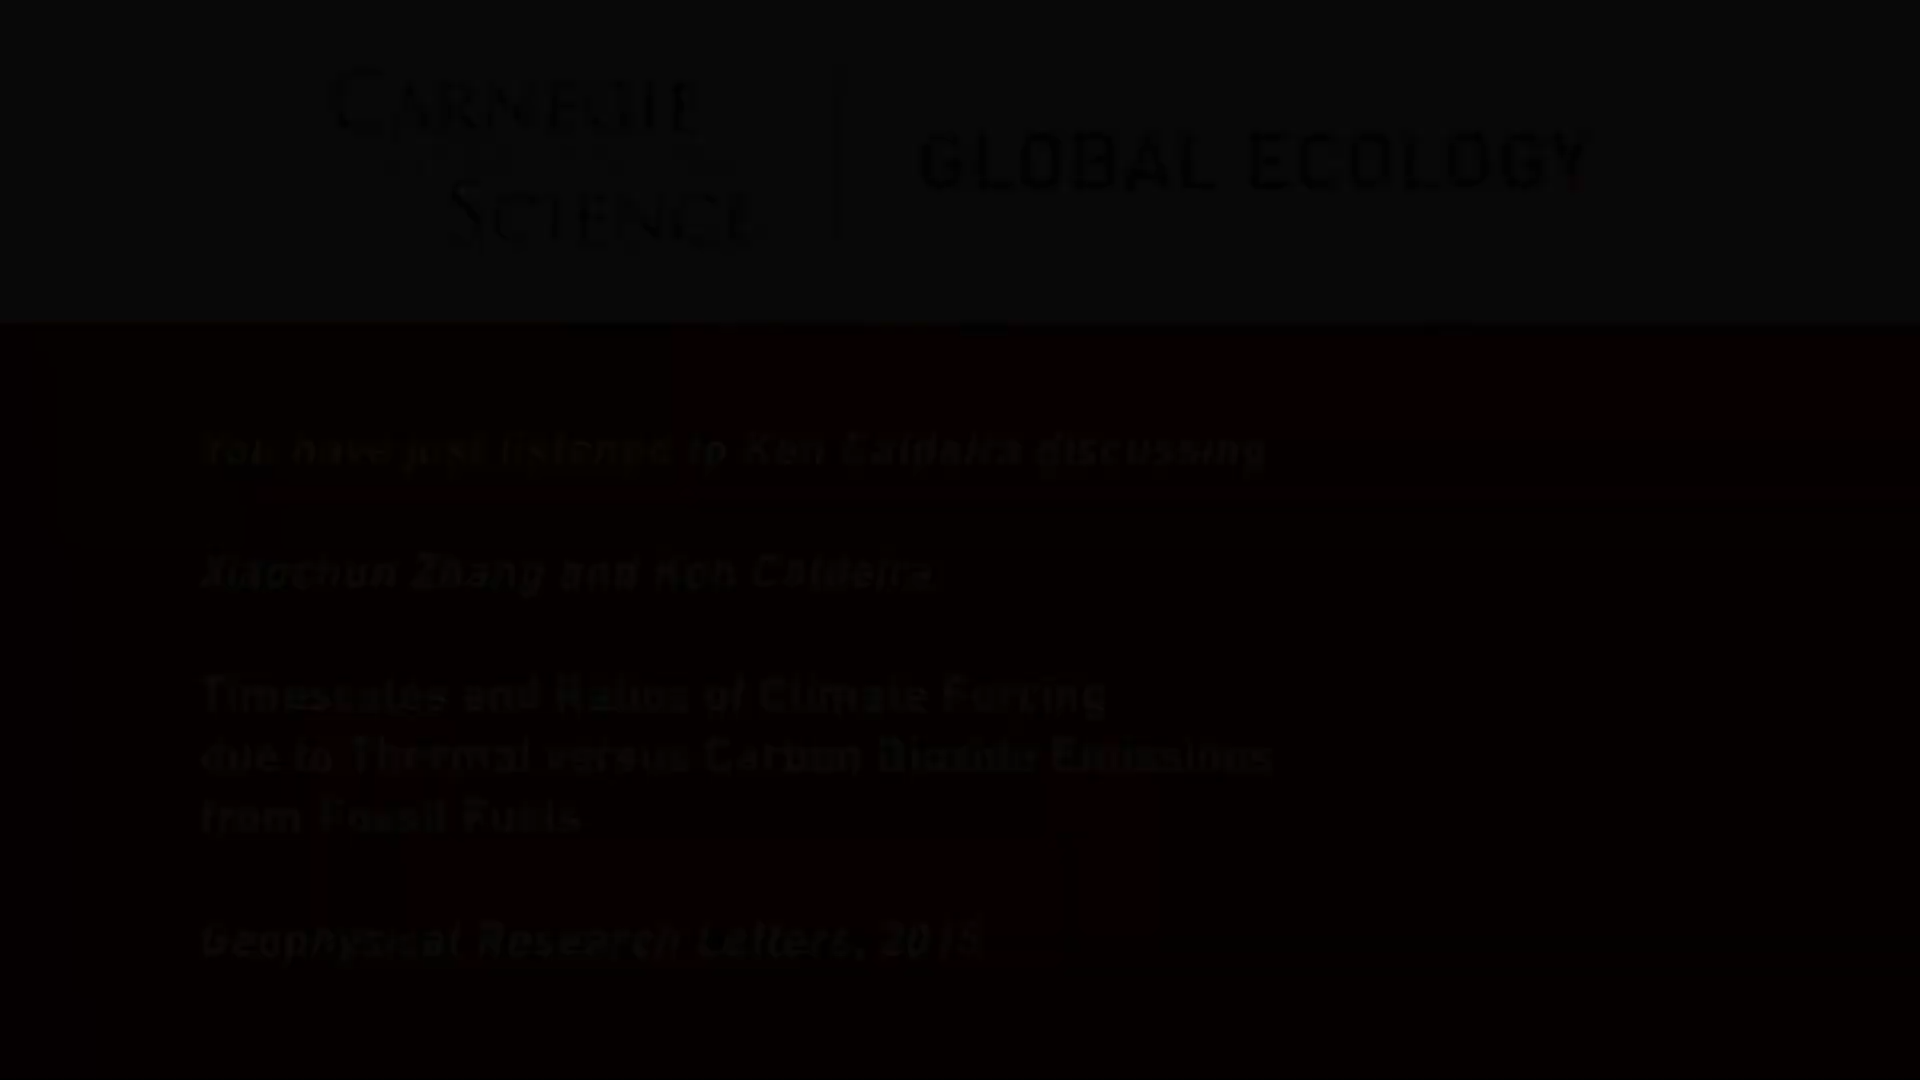 CARNEGIE
SCIENCE
GLOBAL ECOLOGY
You have just listened to Ken Caldeira discussing
Xiaochun Zhang and Ken Caldeira
Timescales and Ratios of Climate Forcing
due to Thermal versus Carbon Dioxide Emissions
from Fossil Fuels
Geophysical Research Letters, 2015